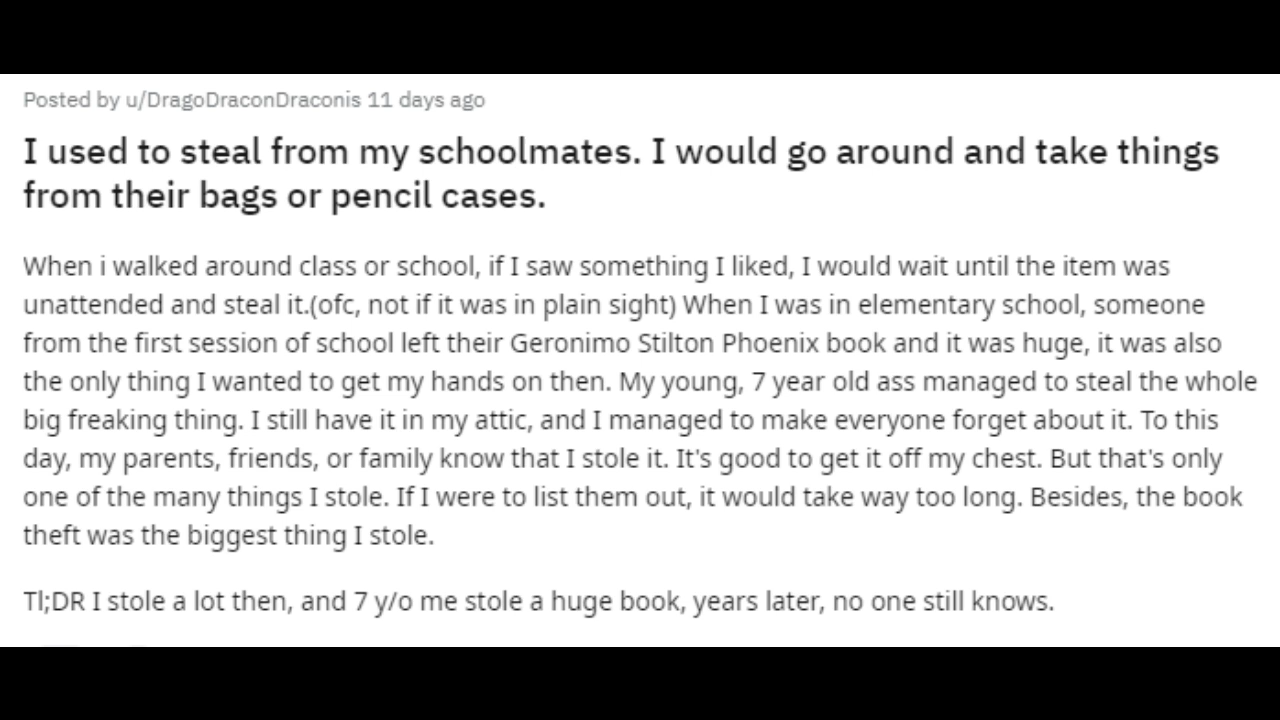 Posted by u/DragoDraconDraconis 11 days ago
I used to steal from my schoolmates. I would go around and take things
from their bags or pencil cases.
When i walked around class or school, if I saw something I liked, I would wait until the item was
unattended and steal it.(ofc, not if it was in plain sight) When I was in elementary school, someone
from the first session of school left their Geronimo Stilton Phoenix book and it was huge, it was also
the only thing I wanted to get my hands on then. My young, 7 year old ass managed to steal the whole
big freaking thing. I still have it in my attic, and I managed to make everyone forget about it. To this
day, my parents, friends, or family know that I stole it. It's good to get it off my chest. But that's only
one of the many things I stole. If I were to list them out, it would take way too long. Besides, the book
theft was the biggest thing I stole.
Tl;DR I stole a lot then, and 7 y/o me stole a huge book, years later, no one still knows.